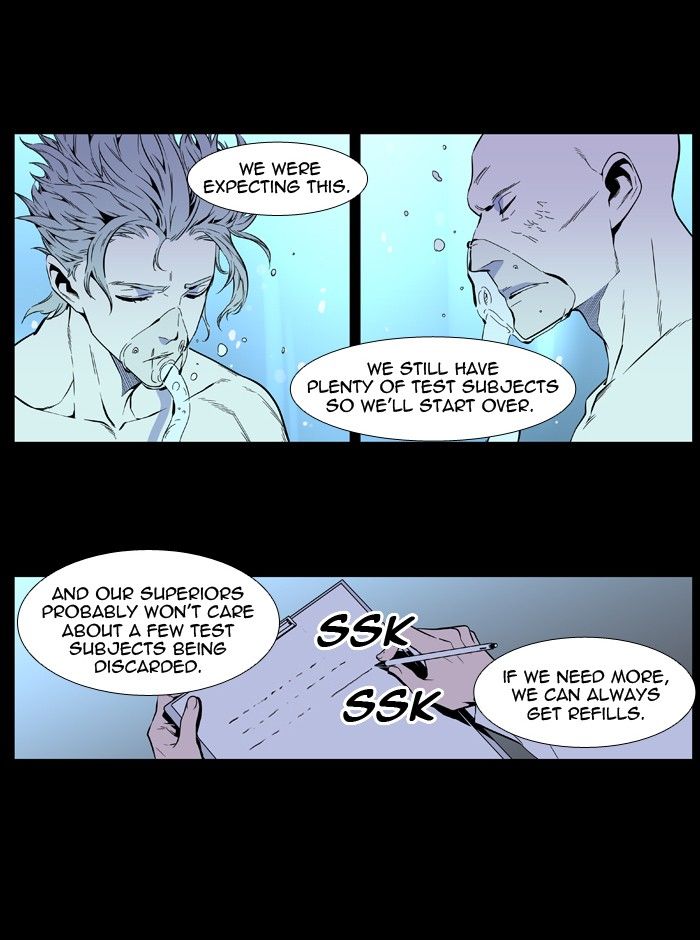 WE WERE
EXPECTING THIS.
WE STILL HAVE
PLENTY OF TEST SUBJECTS
SO WE'LL START OVER.
AND OUR SUPERIORS
PROBABLY WON'T CARE
ABOUT A FEW TEST
SUBJECTS BEING
DISCARDED.
SSK
SSK
IF WE NEED MORE,
WE CAN ALWAYS
GET REFILLS.